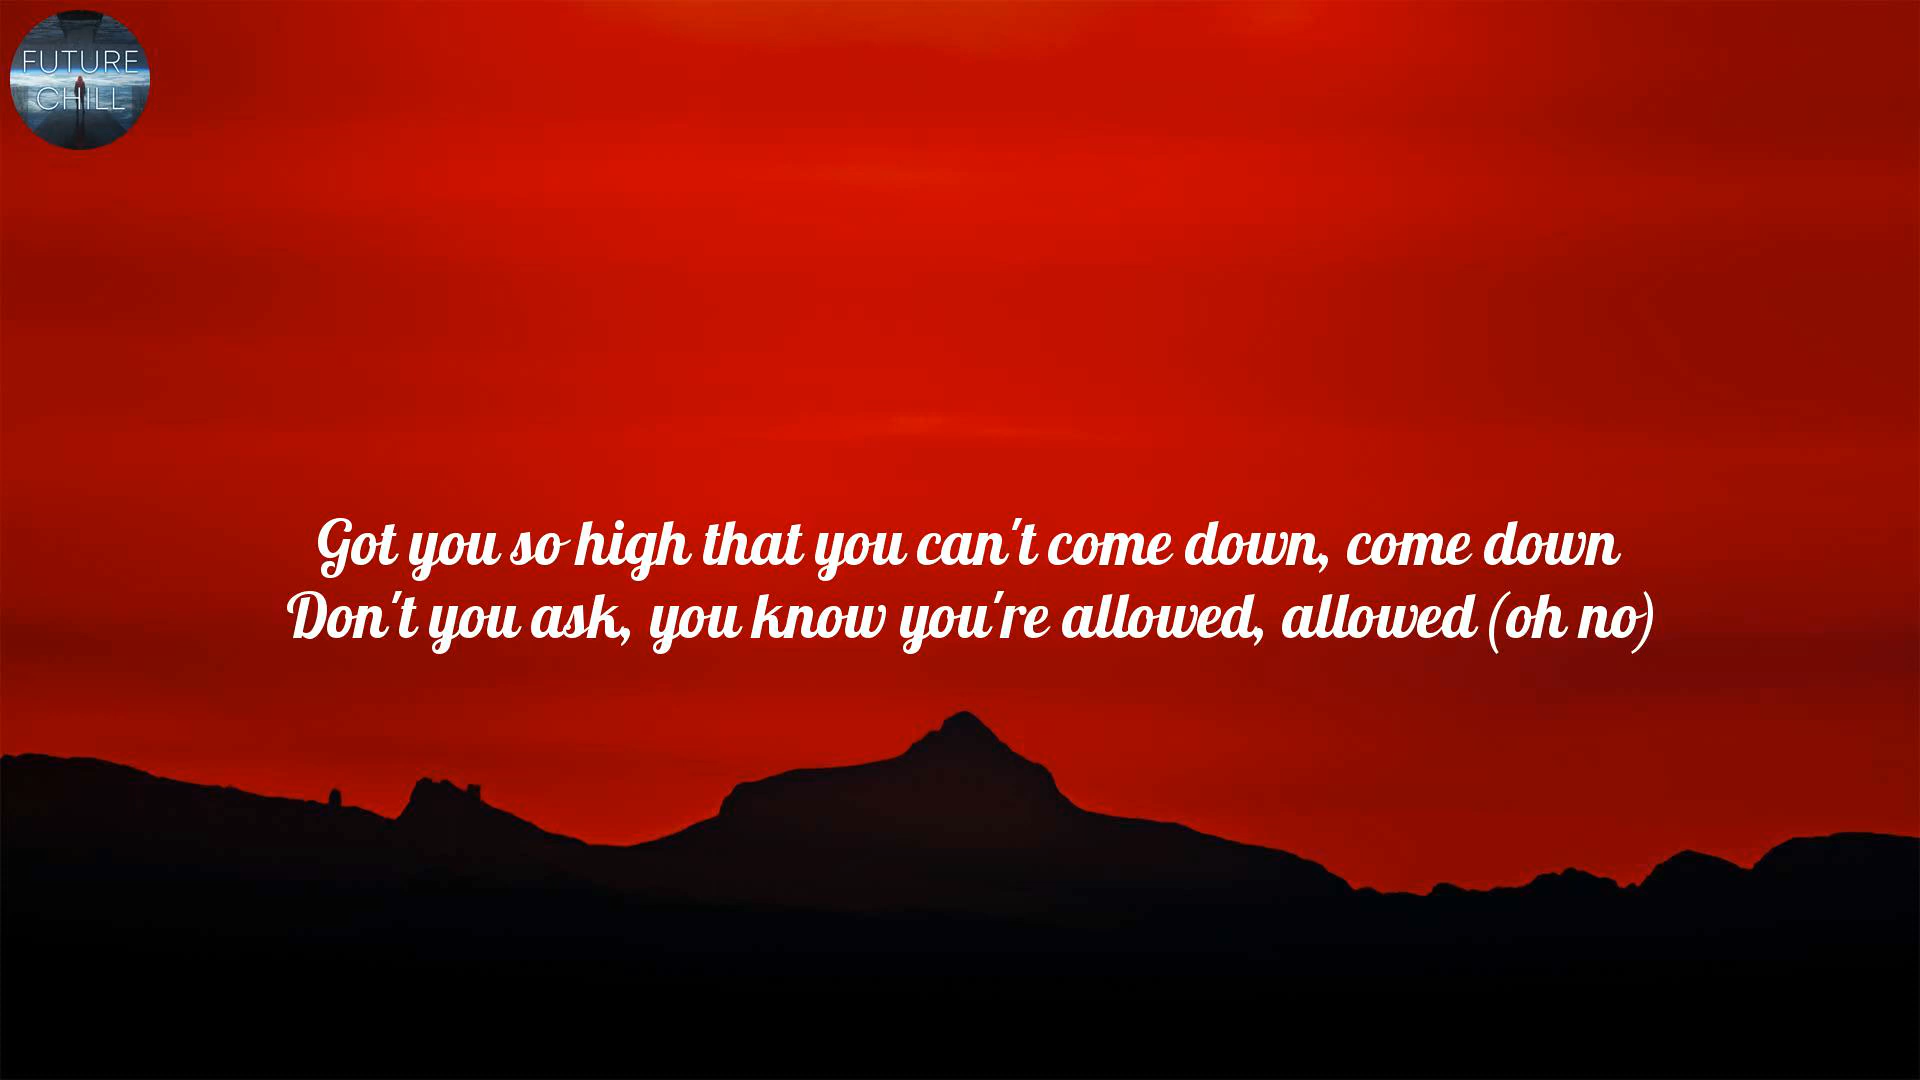 FUTURE
CHILL
Got you so high that you can't come down, come down
Don't you ask, you know you're allowed, allowed (oh no)